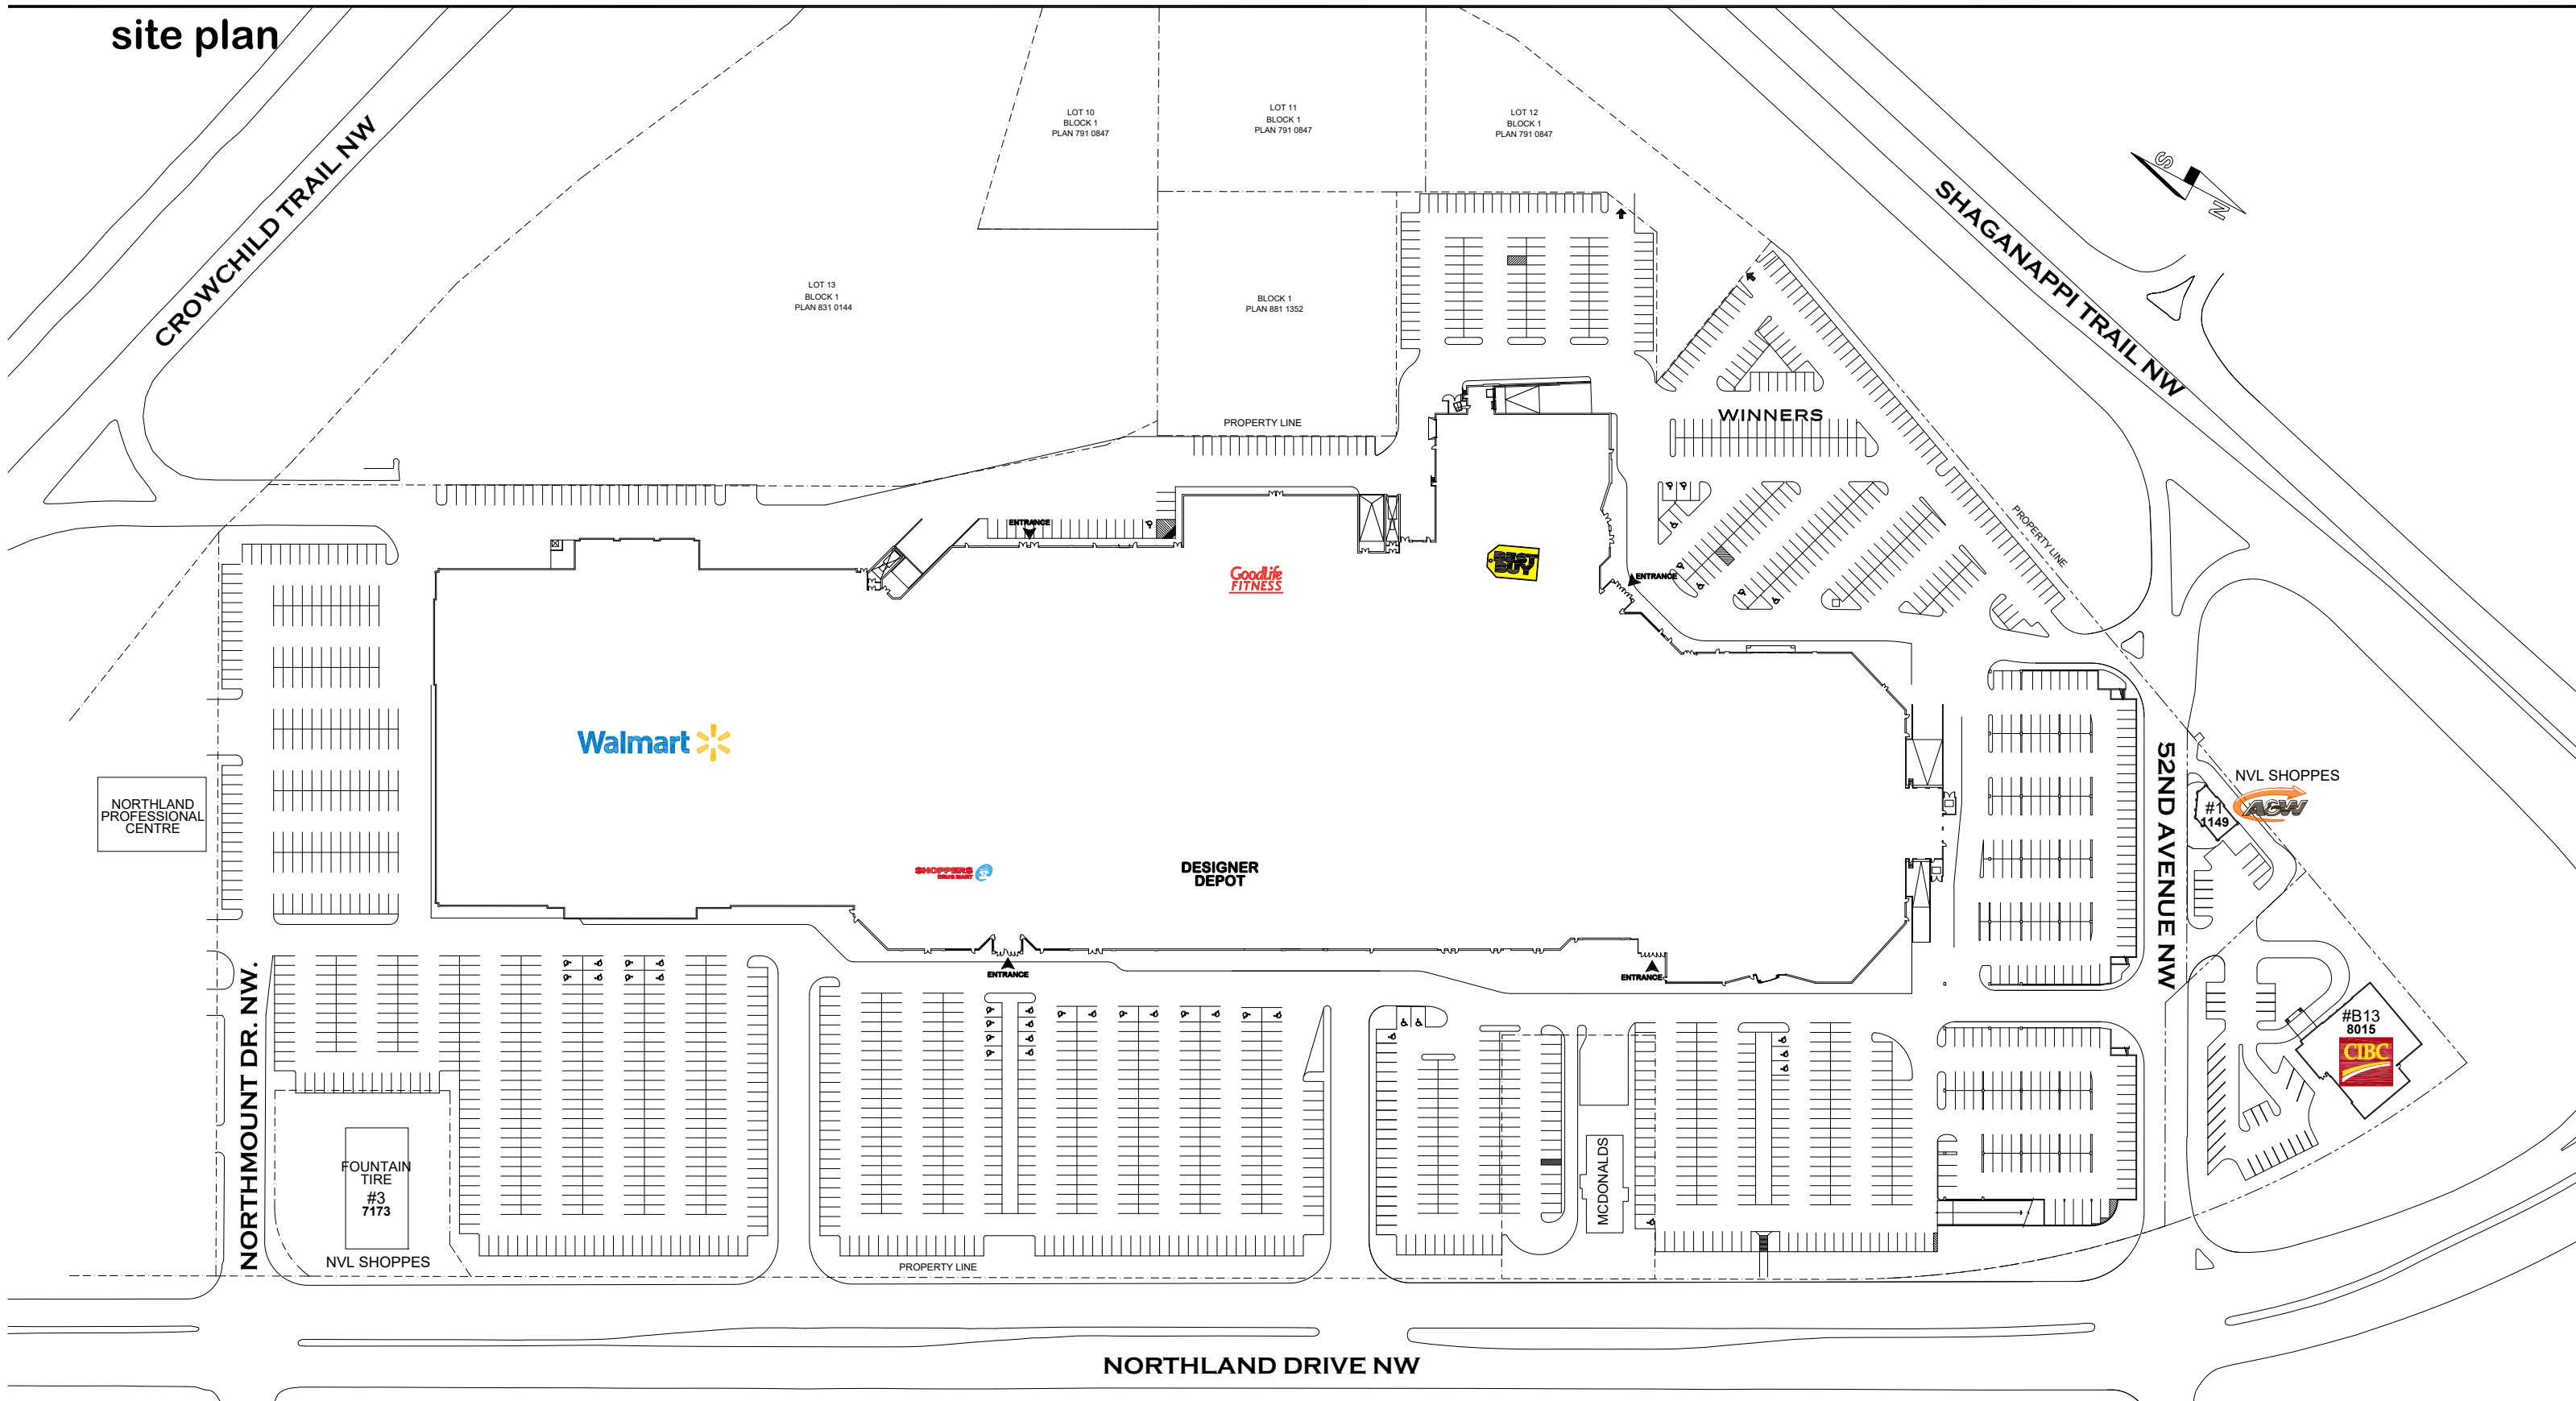 site plan
CROWCHILD TRAIL NW
LOT 10
BLOCK 1
PLAN 791 0847
LOT 11
BLOCK 1
PLAN 791 0847
LOT 12
BLOCK 1
PLAN 791 0847
S
N
SHAGANAPPI TRAIL NW
LOT 13
BLOCK 1
PLAN 831 0144
BLOCK 1
PLAN 881 1352
PROPERTY LINE
WINNERS
ENTRANCE
GoodLife
FITNESS
BEST
BUY
ENTRANCE
PROPERTY LINE
Walmart
NORTHLAND
PROFESSIONAL
CENTRE
SHOPPERS
DRUG MART
DESIGNER
DEPOT
52ND AVENUE NW
NVL SHOPPES
#1
1149
A&W
ENTRANCE
ENTRANCE
NORTHMOUNT DR. NW.
#B13
8015
CIBC
FOUNTAIN
TIRE
#3
7173
NVL SHOPPES
MCDONALDS
PROPERTY LINE
NORTHLAND DRIVE NW